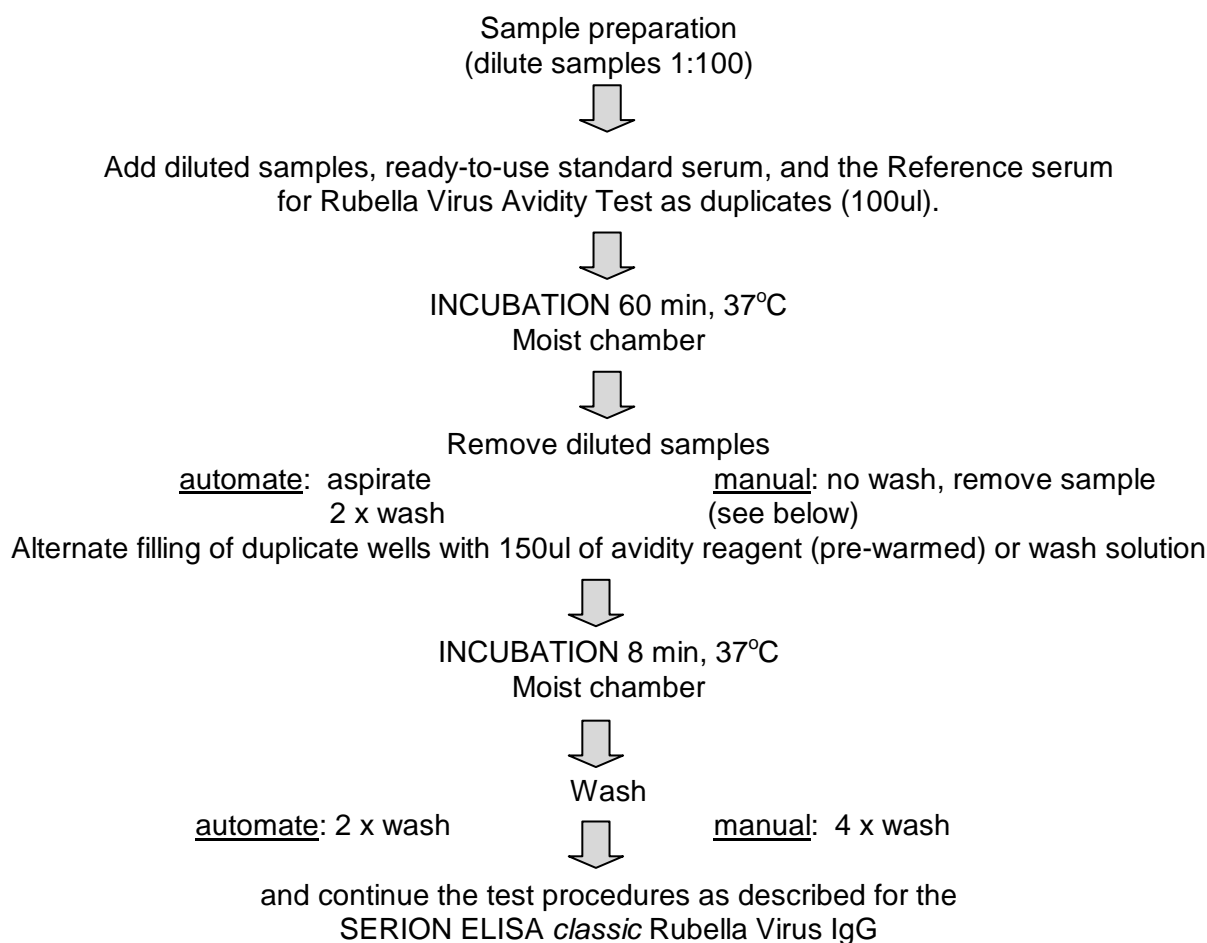 Sample preparation
(dilute samples 1:100)
Add diluted samples, ready-to-use standard serum, and the Reference serum
for Rubella Virus Avidity Test as duplicates (100ul).
INCUBATION 60 min, 37°C
Moist chamber
Remove diluted samples
automate: aspirate manual: no wash, remove sample
2 x wash (see below)
Alternate filling of duplicate wells with 150ul of avidity reagent (pre-warmed) or wash solution
INCUBATION 8 min, 37°C
Moist chamber
Wash
automate: 2 x wash manual: 4 x wash
and continue the test procedures as described for the
SERION ELISA classic Rubella Virus IgG